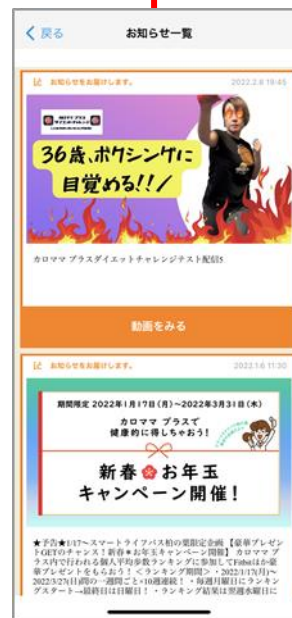 戻る
お知らせ一覧
お知らせをお届けします。
2022.2.6 19:45
36歳、ボクシングに
目覚める!!/
カロママ プラスダイエットチャレンジテスト配信5
動画をみる
お知らせをお届けします。
2022.1.6 11:30
期間限定 2022年1月17日(月)~2022年3月31日(木)
カロママ プラスで
健康的に得しちゃおう!
新春お年玉
キャンペーン開催!
★予告★1/17~スマートライフパス柏の葉限定企画 【豪華プレゼン
トGETのチャンス!新春*お年玉キャンペーン開催】 カロママ プ
ラス内で行われる個人平均歩数ランキングに参加してFitbitほか豪
華プレゼントをもらおう! <ランキング期間> ・2022/1/17(月)~
2022/3/27(日)間の一週間ごと×10週連続! ・毎週月曜日にランキン
グスタート→最終日は日曜日! ・ランキング結果は翌週水曜日に